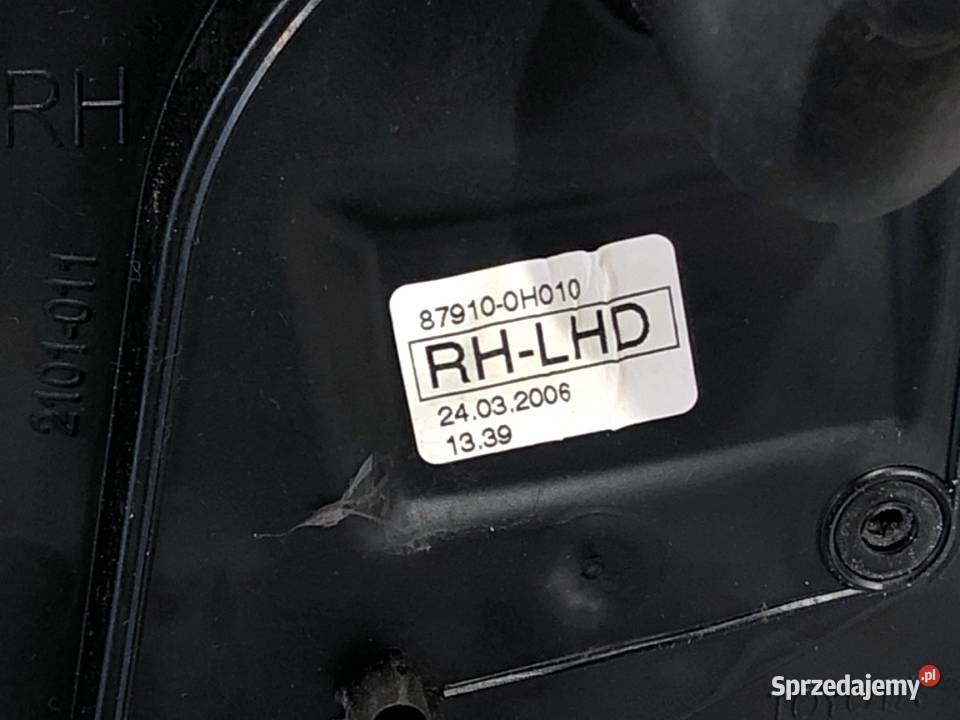 RH
2101-011
87910-0H010
RH-LHD
24.03.2006
13.39
Sprzedajemy.pl